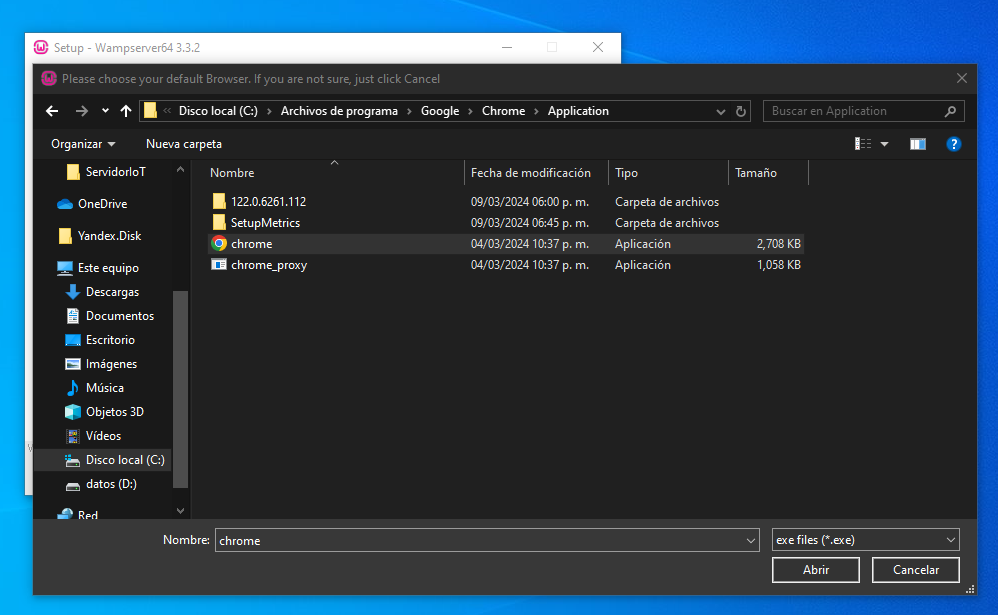 Setup - Wampserver64 3.3.2
Please choose your default Browser. If you are not sure, just click Cancel
« Disco local (C:) › Archivos de programa › Google › Chrome › Application
Buscar en Application
Organizar
Nueva carpeta
Nombre Fecha de modificación Tipo Tamaño
122.0.6261.112 09/03/2024 06:00 p. m. Carpeta de archivos
SetupMetrics 09/03/2024 06:45 p. m. Carpeta de archivos
chrome 04/03/2024 10:37 p. m. Aplicación 2,708 KB
chrome_proxy 04/03/2024 10:37 p. m. Aplicación 1,058 KB
ServidorIoT
OneDrive
Yandex.Disk
Este equipo
Descargas
Documentos
Escritorio
Imágenes
Música
Objetos 3D
Vídeos
Disco local (C:)
datos (D:)
Red
Nombre: chrome
exe files (*.exe)
Abrir
Cancelar